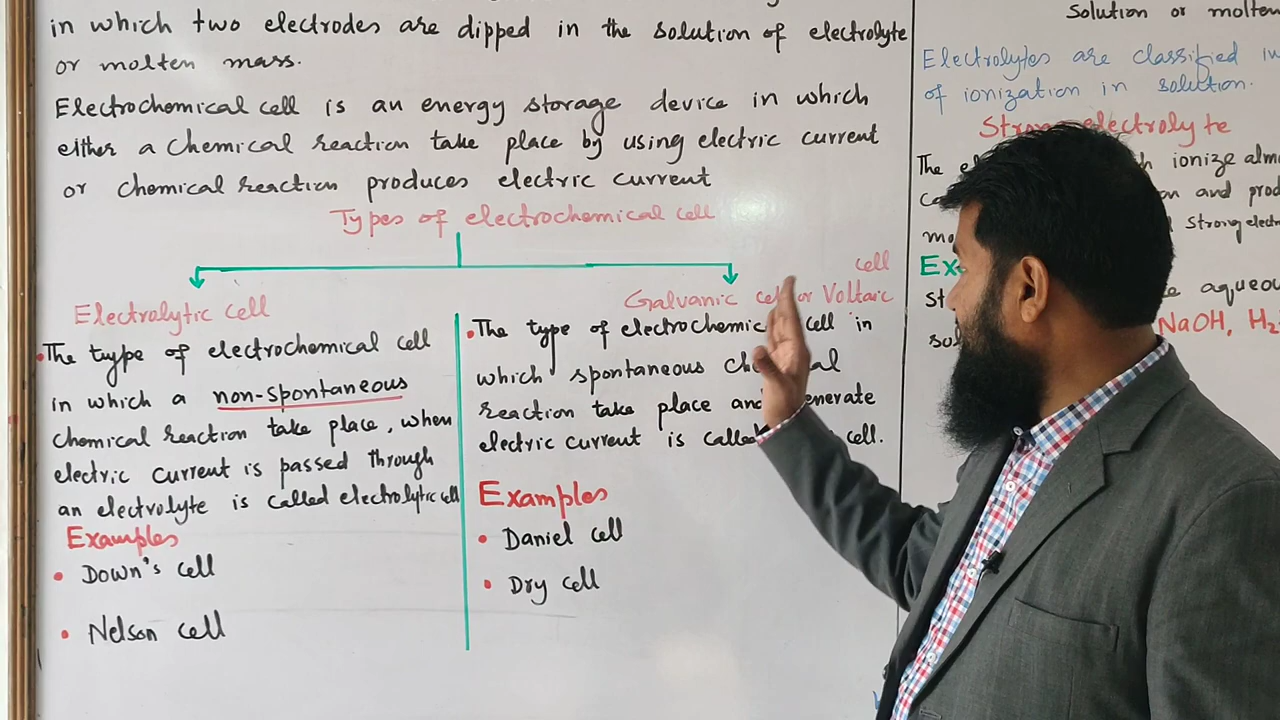 in which two electrodes are dipped in the solution of electrolyte
or molten mass.
Electrochemical cell is an energy storage device in which
either a chemical reaction take place by using electric current
or chemical reaction produces electric current
Types of electrochemical cell
Electrolytic cell
•The type of electrochemical cell
in which a non-spontaneous
chemical reaction take place, when
electric current is passed through
an electrolyte is called electrolytic cell
Examples
• Down's cell
• Nelson cell
cell
Galvanic cell or Voltaic
•The type of electrochemic cell in
which spontaneous
reaction take place and enerate
electric current is called cell.
Examples
• Daniel cell
• Dry cell
Solution or molten
Electrolytes are classified in
of ionization in solution.
Strong electrolyte
The ionize
and prod
Strong
Ex
aqueou
NaOH, H2